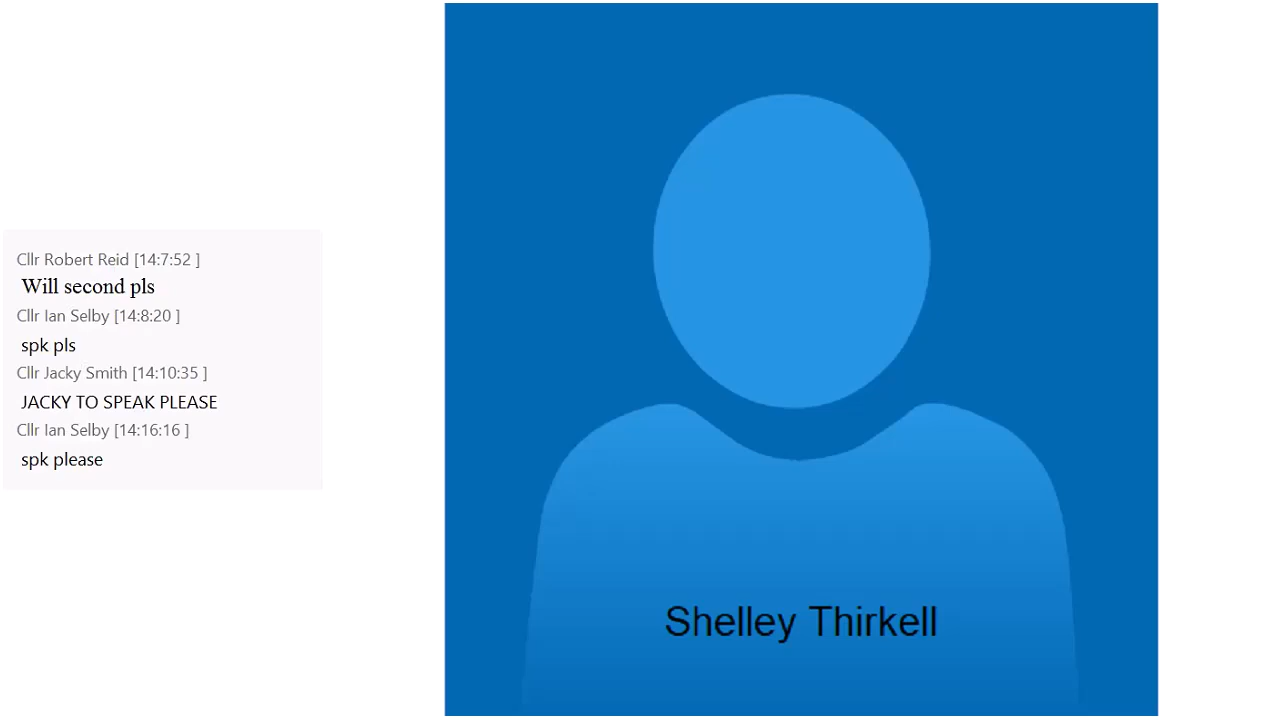 Cllr Robert Reid [14:7:52 ]
Will second pls
Cllr Ian Selby [14:8:20 ]
spk pls
Cllr Jacky Smith [14:10:35 ]
JACKY TO SPEAK PLEASE
Cllr Ian Selby [14:16:16 ]
spk please
Shelley Thirkell